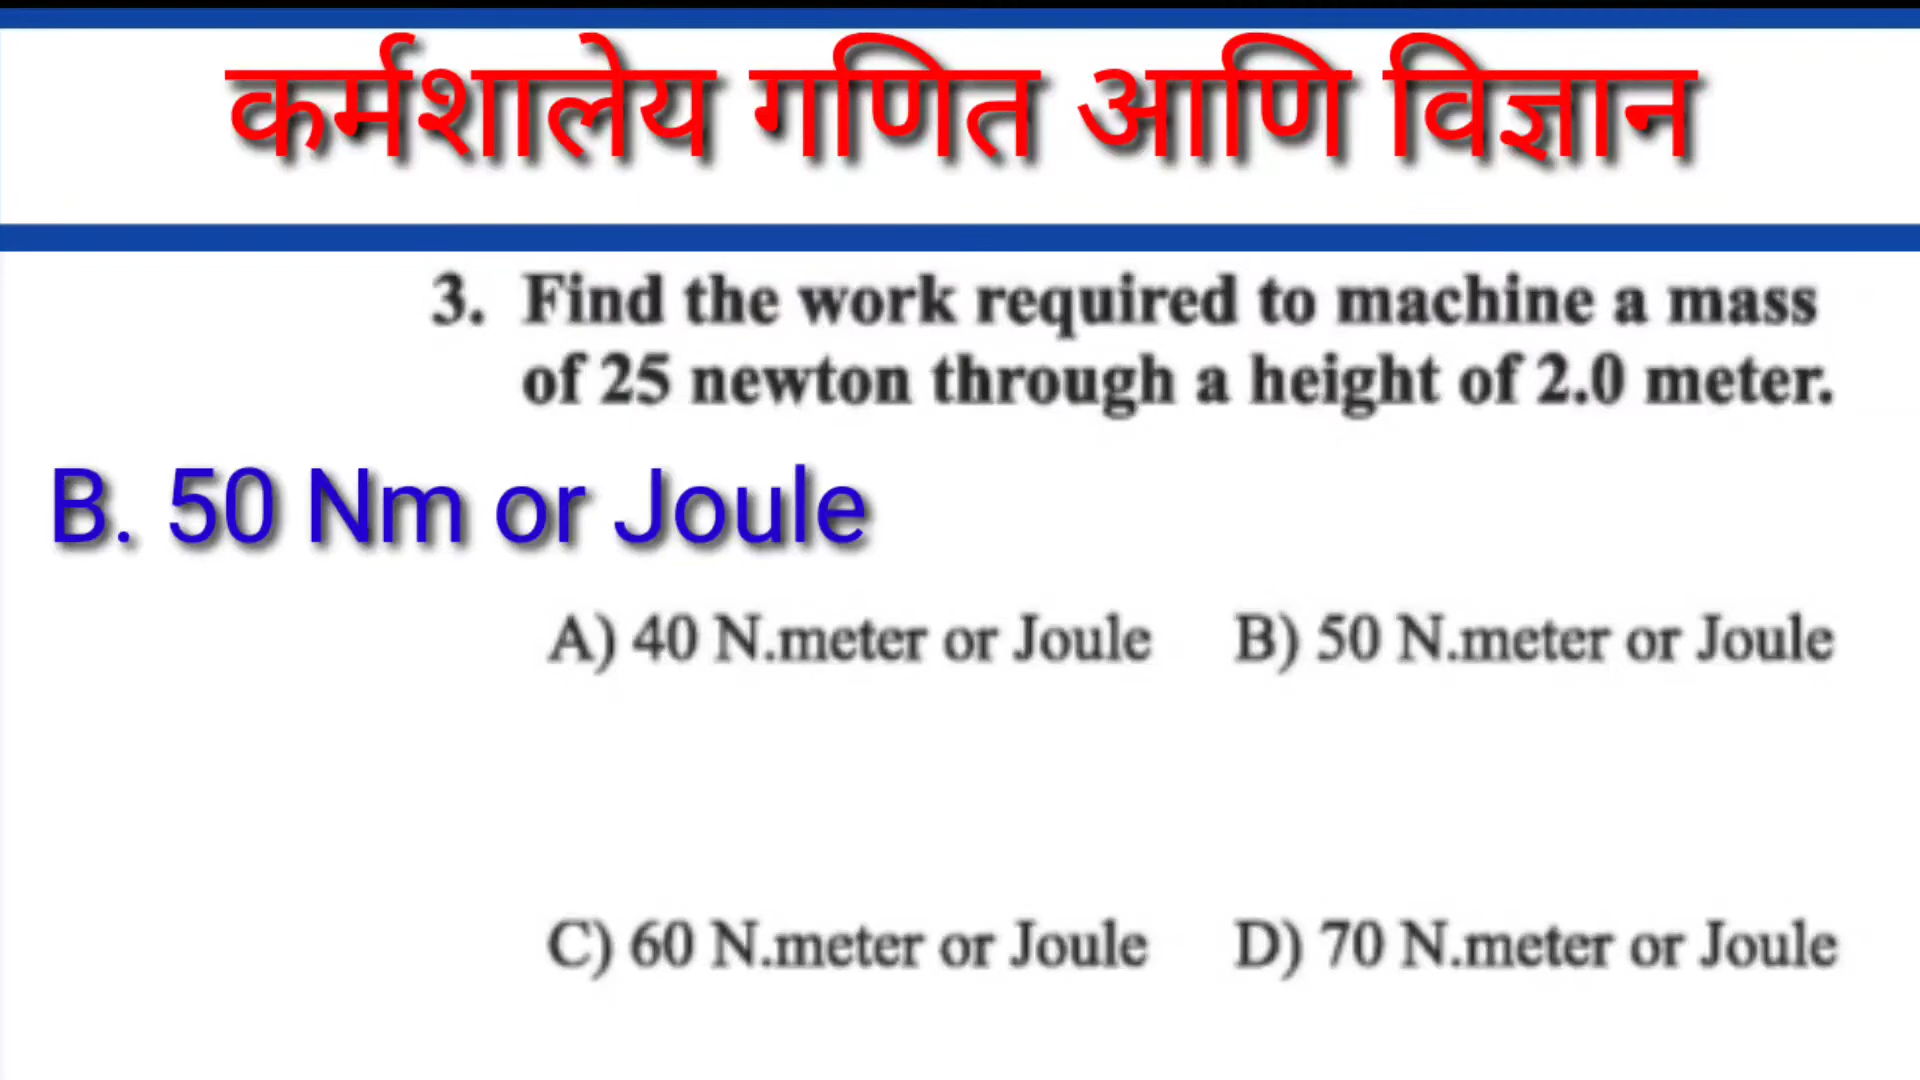 कर्मशालेय गणित आणि विज्ञान
3. Find the work required to machine a mass
of 25 newton through a height of 2.0 meter.
B. 50 Nm or Joule
A) 40 N.meter or Joule B) 50 N.meter or Joule
C) 60 N.meter or Joule D) 70 N.meter or Joule